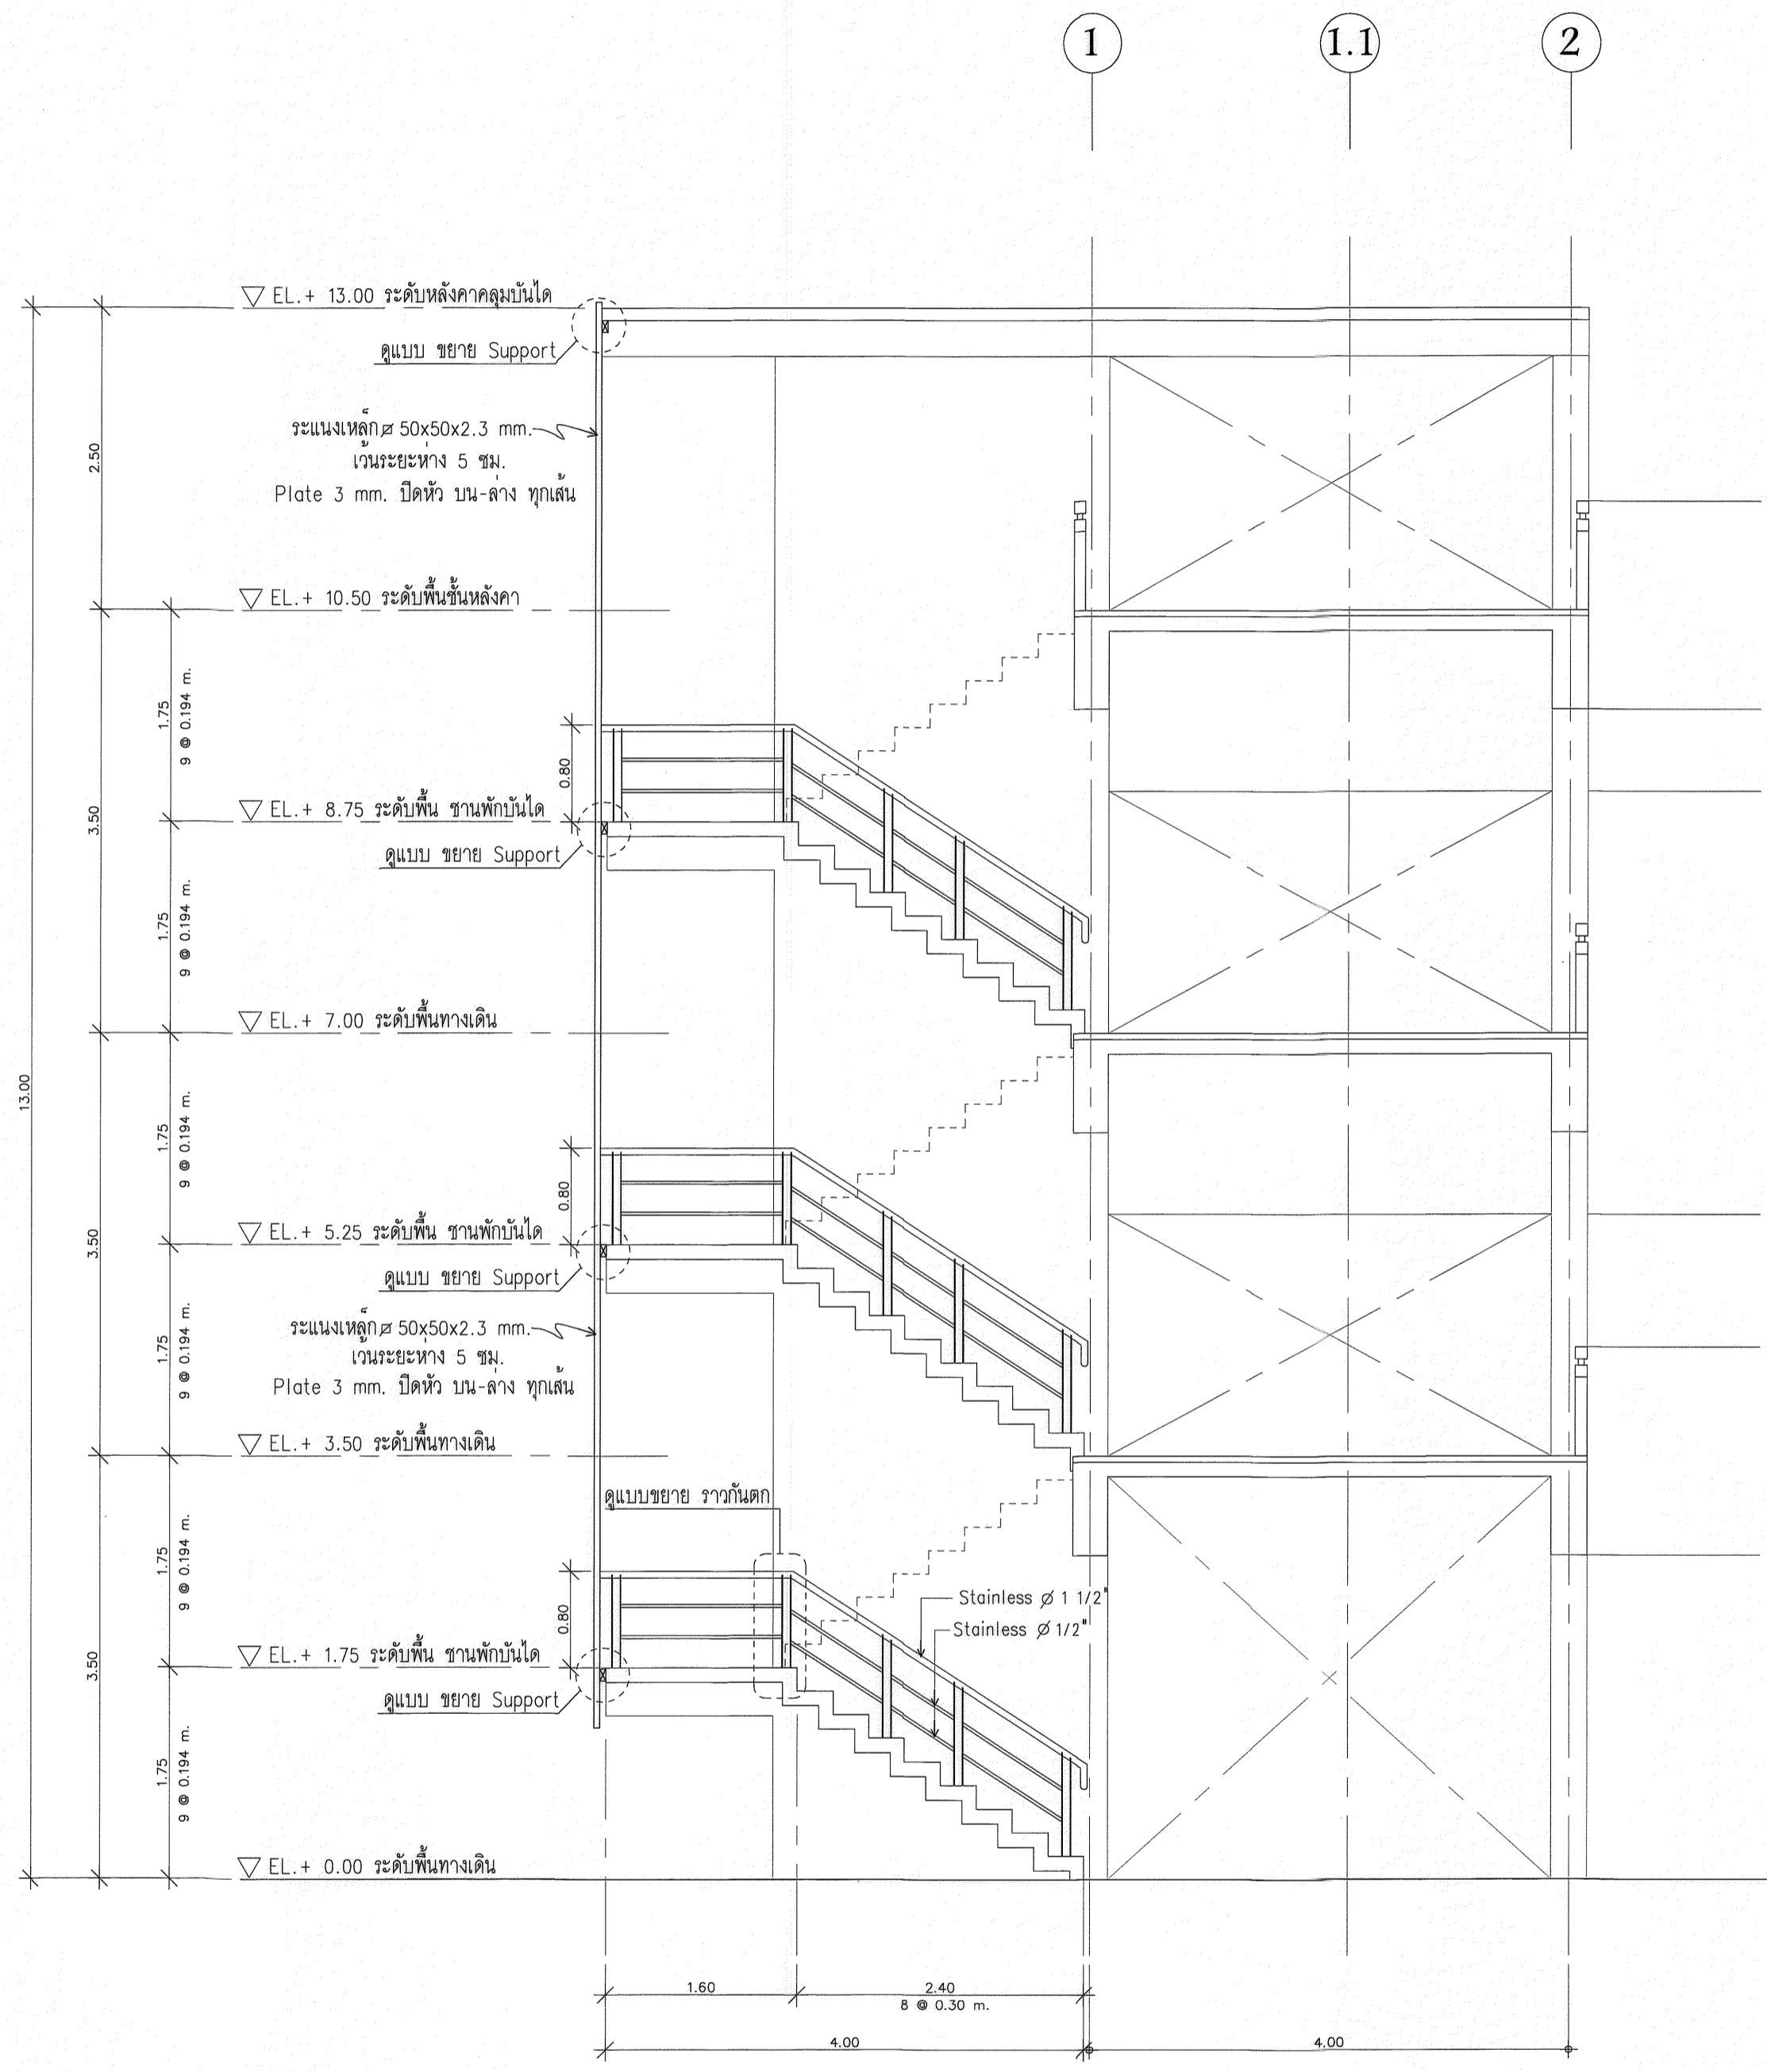 1
1.1
2
EL.+ 13.00 ระดับหลังคาคลุมบันได
ดูแบบ ขยาย Support
ระแนงเหล็ก 50x50x2.3 mm.
เว้นระยะห่าง 5 ซม.
Plate 3 mm. ปิดหัว บน-ล่าง ทุกเส้น
2.50
EL.+ 10.50 ระดับพื้นชั้นหลังคา
1.75
9 @ 0.194 m.
0.80
EL.+ 8.75 ระดับพื้น ชานพักบันได
3.50
ดูแบบ ขยาย Support
1.75
9 @ 0.194 m.
EL.+ 7.00 ระดับพื้นทางเดิน
13.00
1.75
9 @ 0.194 m.
0.80
EL.+ 5.25 ระดับพื้น ชานพักบันได
3.50
ดูแบบ ขยาย Support
ระแนงเหล็ก 50x50x2.3 mm.
เว้นระยะห่าง 5 ซม.
Plate 3 mm. ปิดหัว บน-ล่าง ทุกเส้น
1.75
9 @ 0.194 m.
EL.+ 3.50 ระดับพื้นทางเดิน
ดูแบบขยาย ราวกันตก
1.75
9 @ 0.194 m.
Stainless Ø 1 1/2"
Stainless Ø 1/2"
0.80
EL.+ 1.75 ระดับพื้น ชานพักบันได
3.50
ดูแบบ ขยาย Support
1.75
9 @ 0.194 m.
EL.+ 0.00 ระดับพื้นทางเดิน
1.60
2.40
8 @ 0.30 m.
4.00
4.00